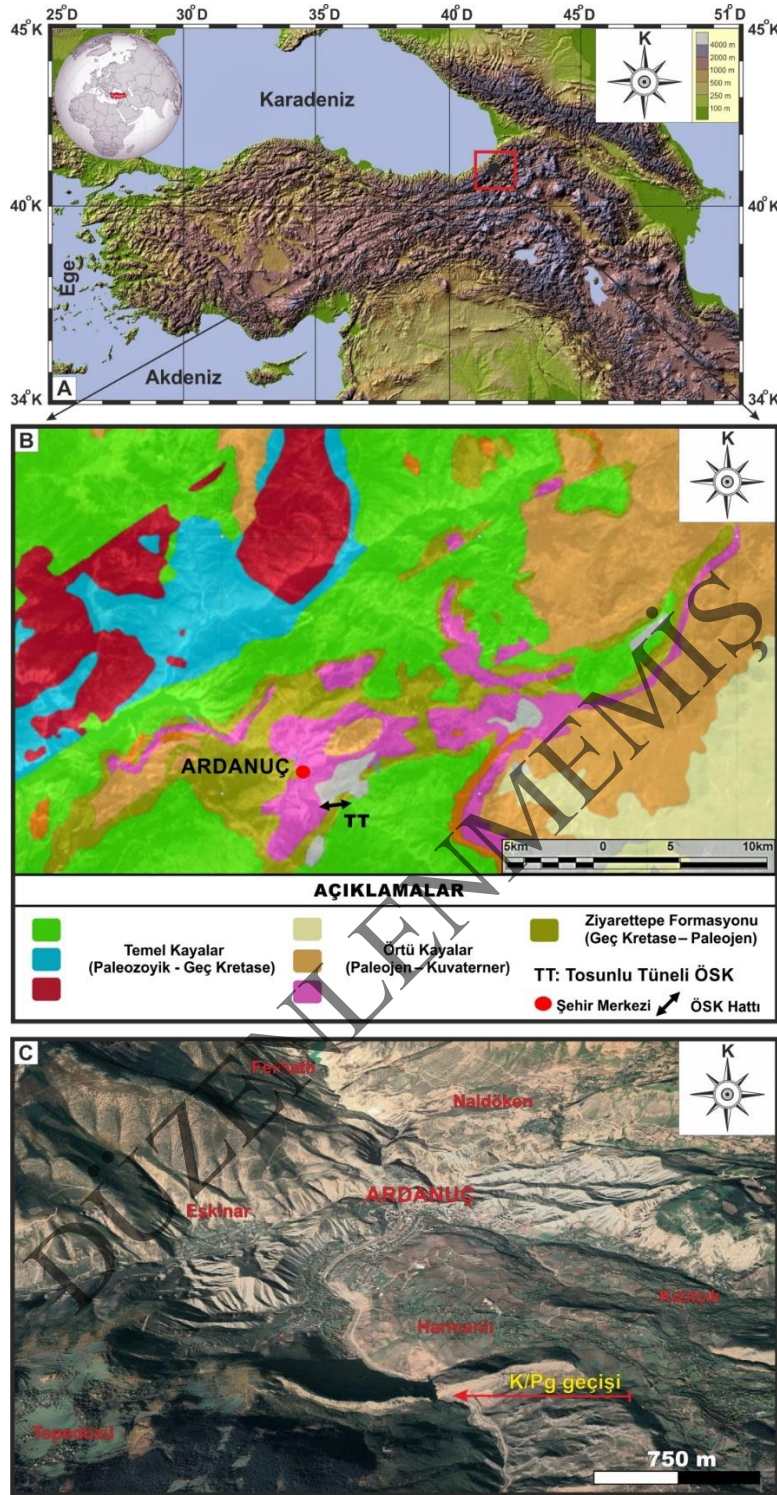 25°D
30°D
35°D
40°D
45°D
51°D
45°K
Karadeniz
K
4000 m
2000 m
1000 m
500 m
250 m
100 m
40°K
Ege
Akdeniz
34°K
34°K
A
B
K
ARDANUÇ
TT
5km 0 5 10km
AÇIKLAMALAR
Temel Kayalar
(Paleozoyik - Geç Kretase)
Örtü Kayalar
(Paleojen – Kuvaterner)
Ziyarettepe Formasyonu
(Geç Kretase – Paleojen)
TT: Tosunlu Tüneli ÖSK
Şehir Merkezi
ÖSK Hattı
C
K
Ferhatlı
Naldöken
ARDANUÇ
Eşkinar
Kızılcık
Harmanlı
K/Pg geçişi
Tepedüzü
750 m
DÜZENLENMEMİŞ